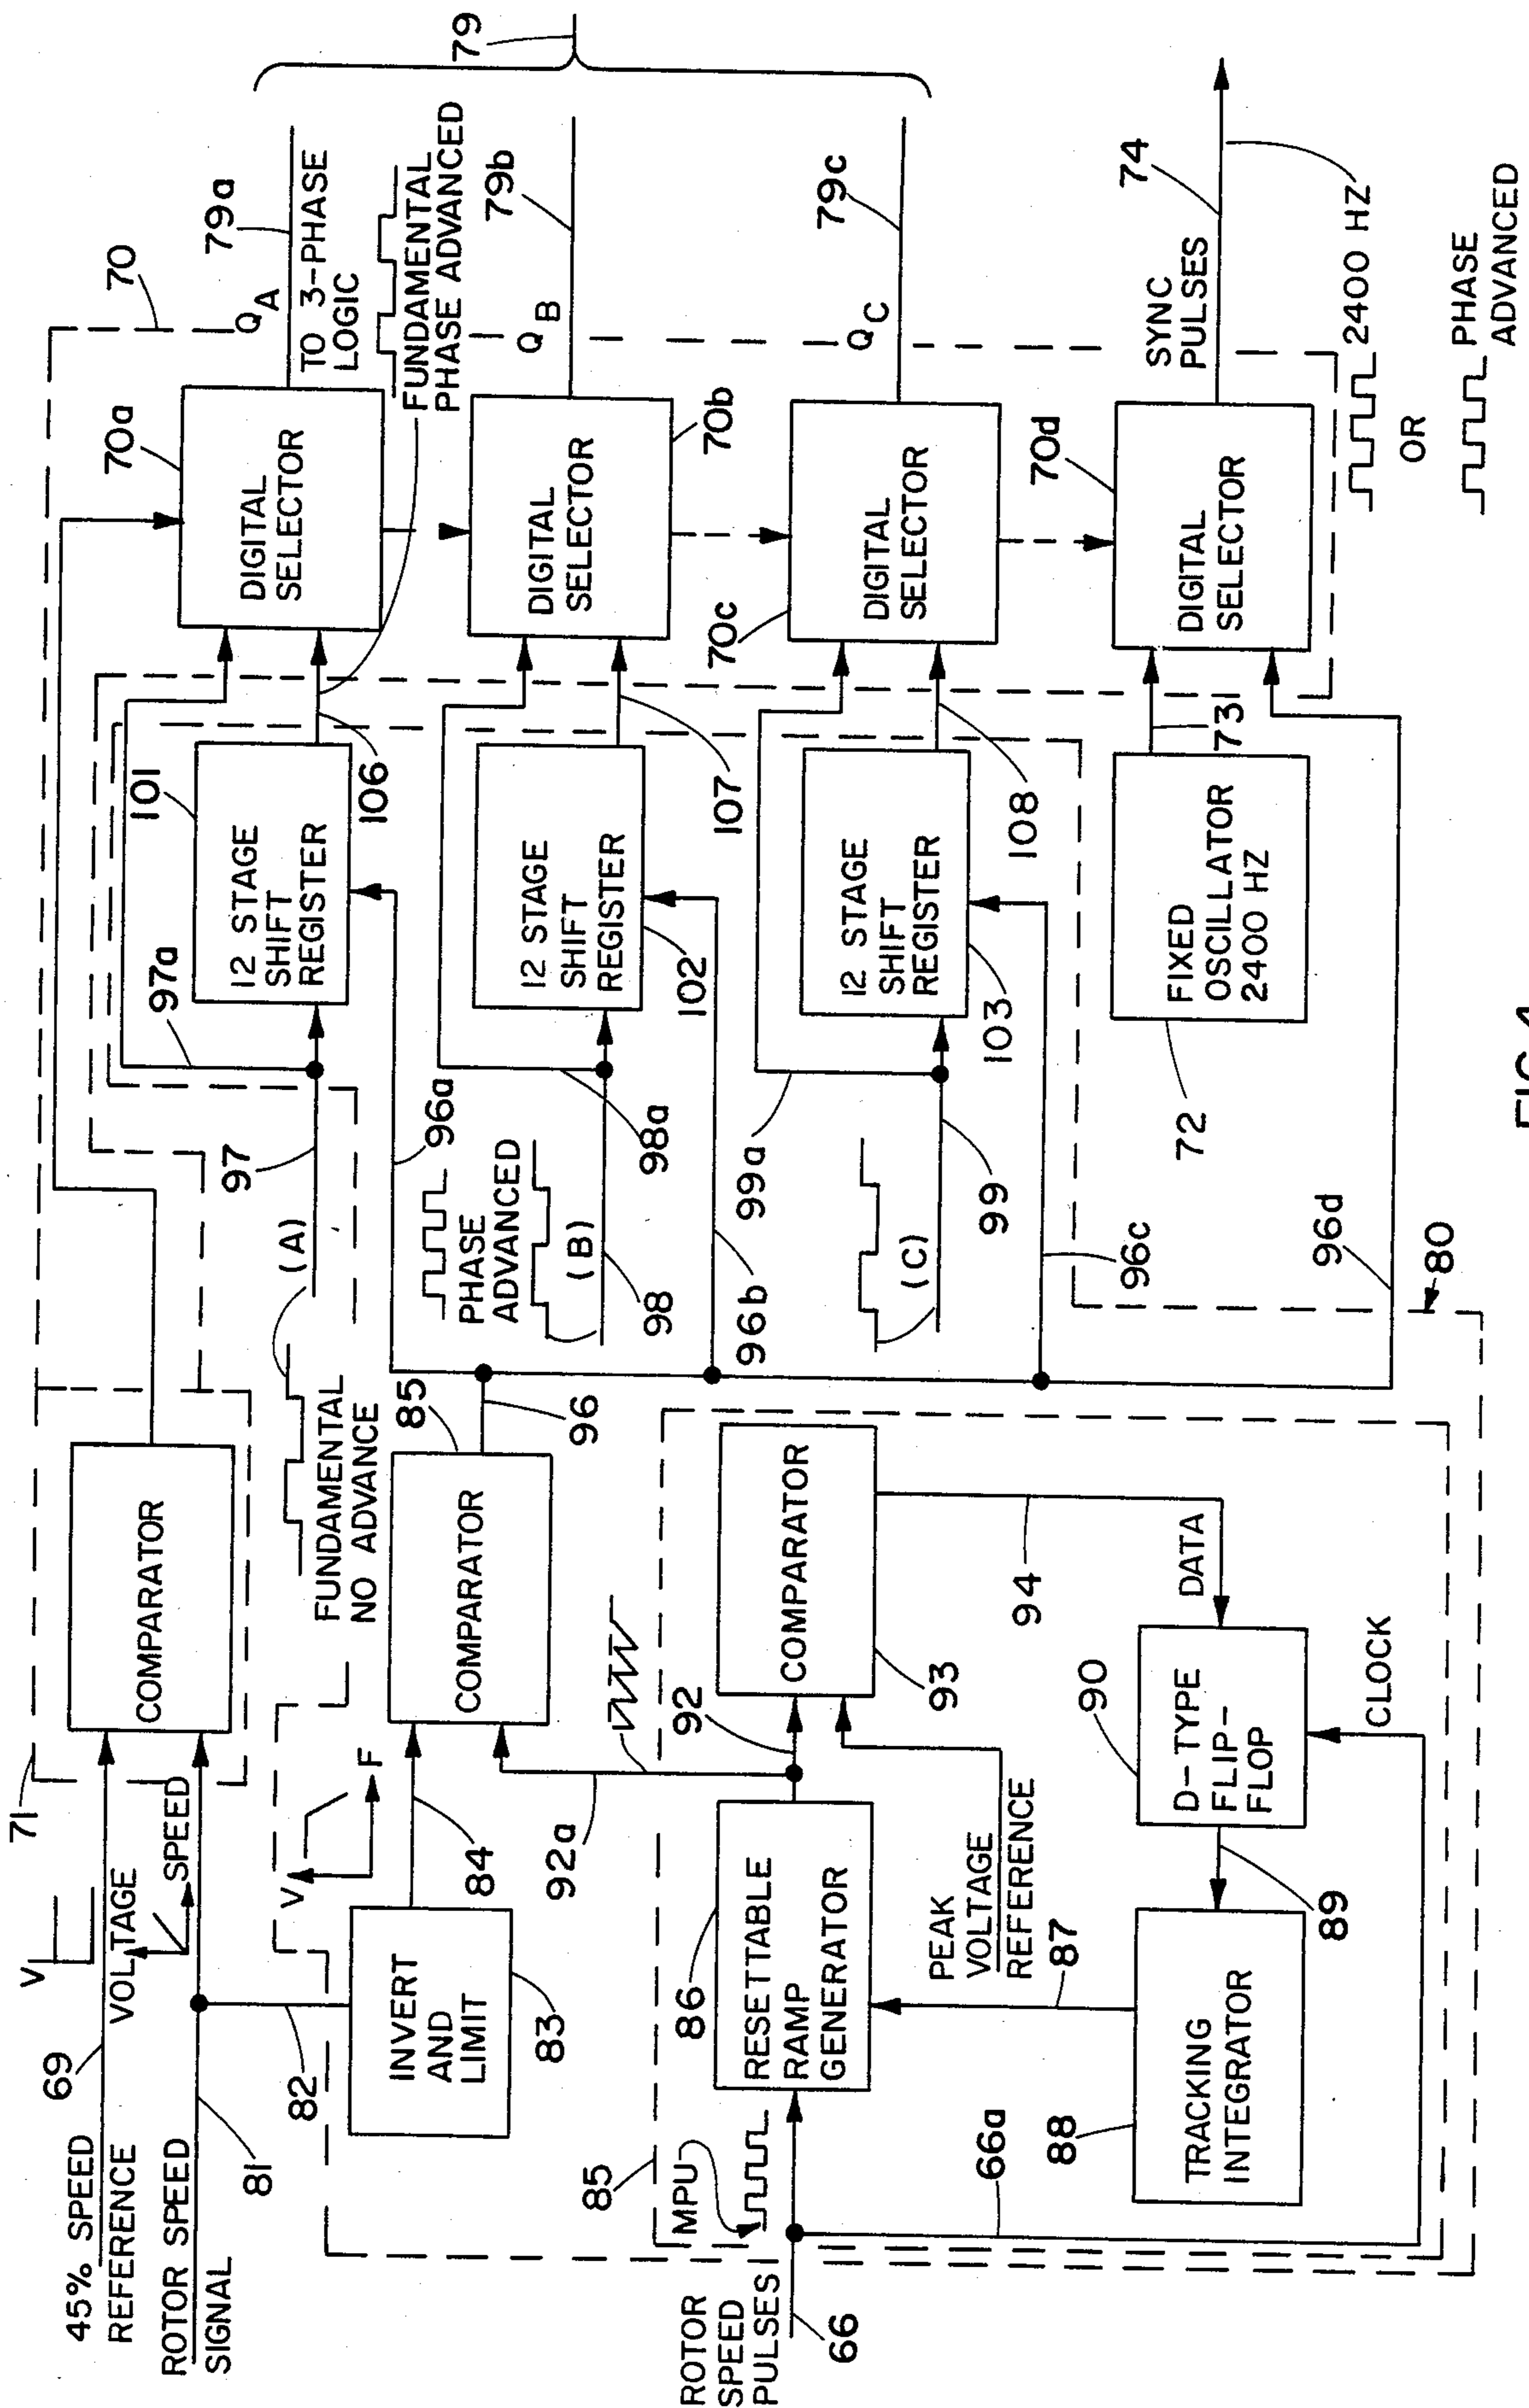 45% SPEED
REFERENCE
69
ROTOR SPEED
SIGNAL
81
V
VOLTAGE
SPEED
71
COMPARATOR
82
INVERT
AND
LIMIT
83
V
F
84
92a
COMPARATOR
85
96
FUNDAMENTAL
NO ADVANCE
(A)
97
97a
96a
101
12 STAGE
SHIFT
REGISTER
106
70a
DIGITAL
SELECTOR
70
QA
79a
TO 3-PHASE
LOGIC
FUNDAMENTAL
PHASE ADVANCED
79
PHASE
ADVANCED
(B)
98
98a
96b
12 STAGE
SHIFT
REGISTER
102
107
DIGITAL
SELECTOR
70b
QB
79b
(C)
99
99a
96c
12 STAGE
SHIFT
REGISTER
103
108
70c
DIGITAL
SELECTOR
QC
79c
72
FIXED
OSCILLATOR
2400 HZ
731
96d
70d
DIGITAL
SELECTOR
SYNC
PULSES
74
2400 HZ
OR
PHASE
ADVANCED
80
ROTOR
SPEED
PULSES
66
66a
85
MPU
86
RESETTABLE
RAMP
GENERATOR
92
PEAK
VOLTAGE
REFERENCE
COMPARATOR
93
94
DATA
87
88
TRACKING
INTEGRATOR
89
90
D-TYPE
FLIP-
FLOP
CLOCK
FIG. 4